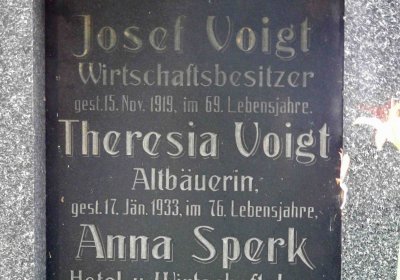 Josef Voigt
Wirtschaftsbesitzer
gest. 15. Nov. 1919, im 69. Lebensjahre.
Theresia Voigt
Altbäuerin,
gest. 17. Jän. 1933, im 76. Lebensjahre,
Anna Sperk
Hotel u.